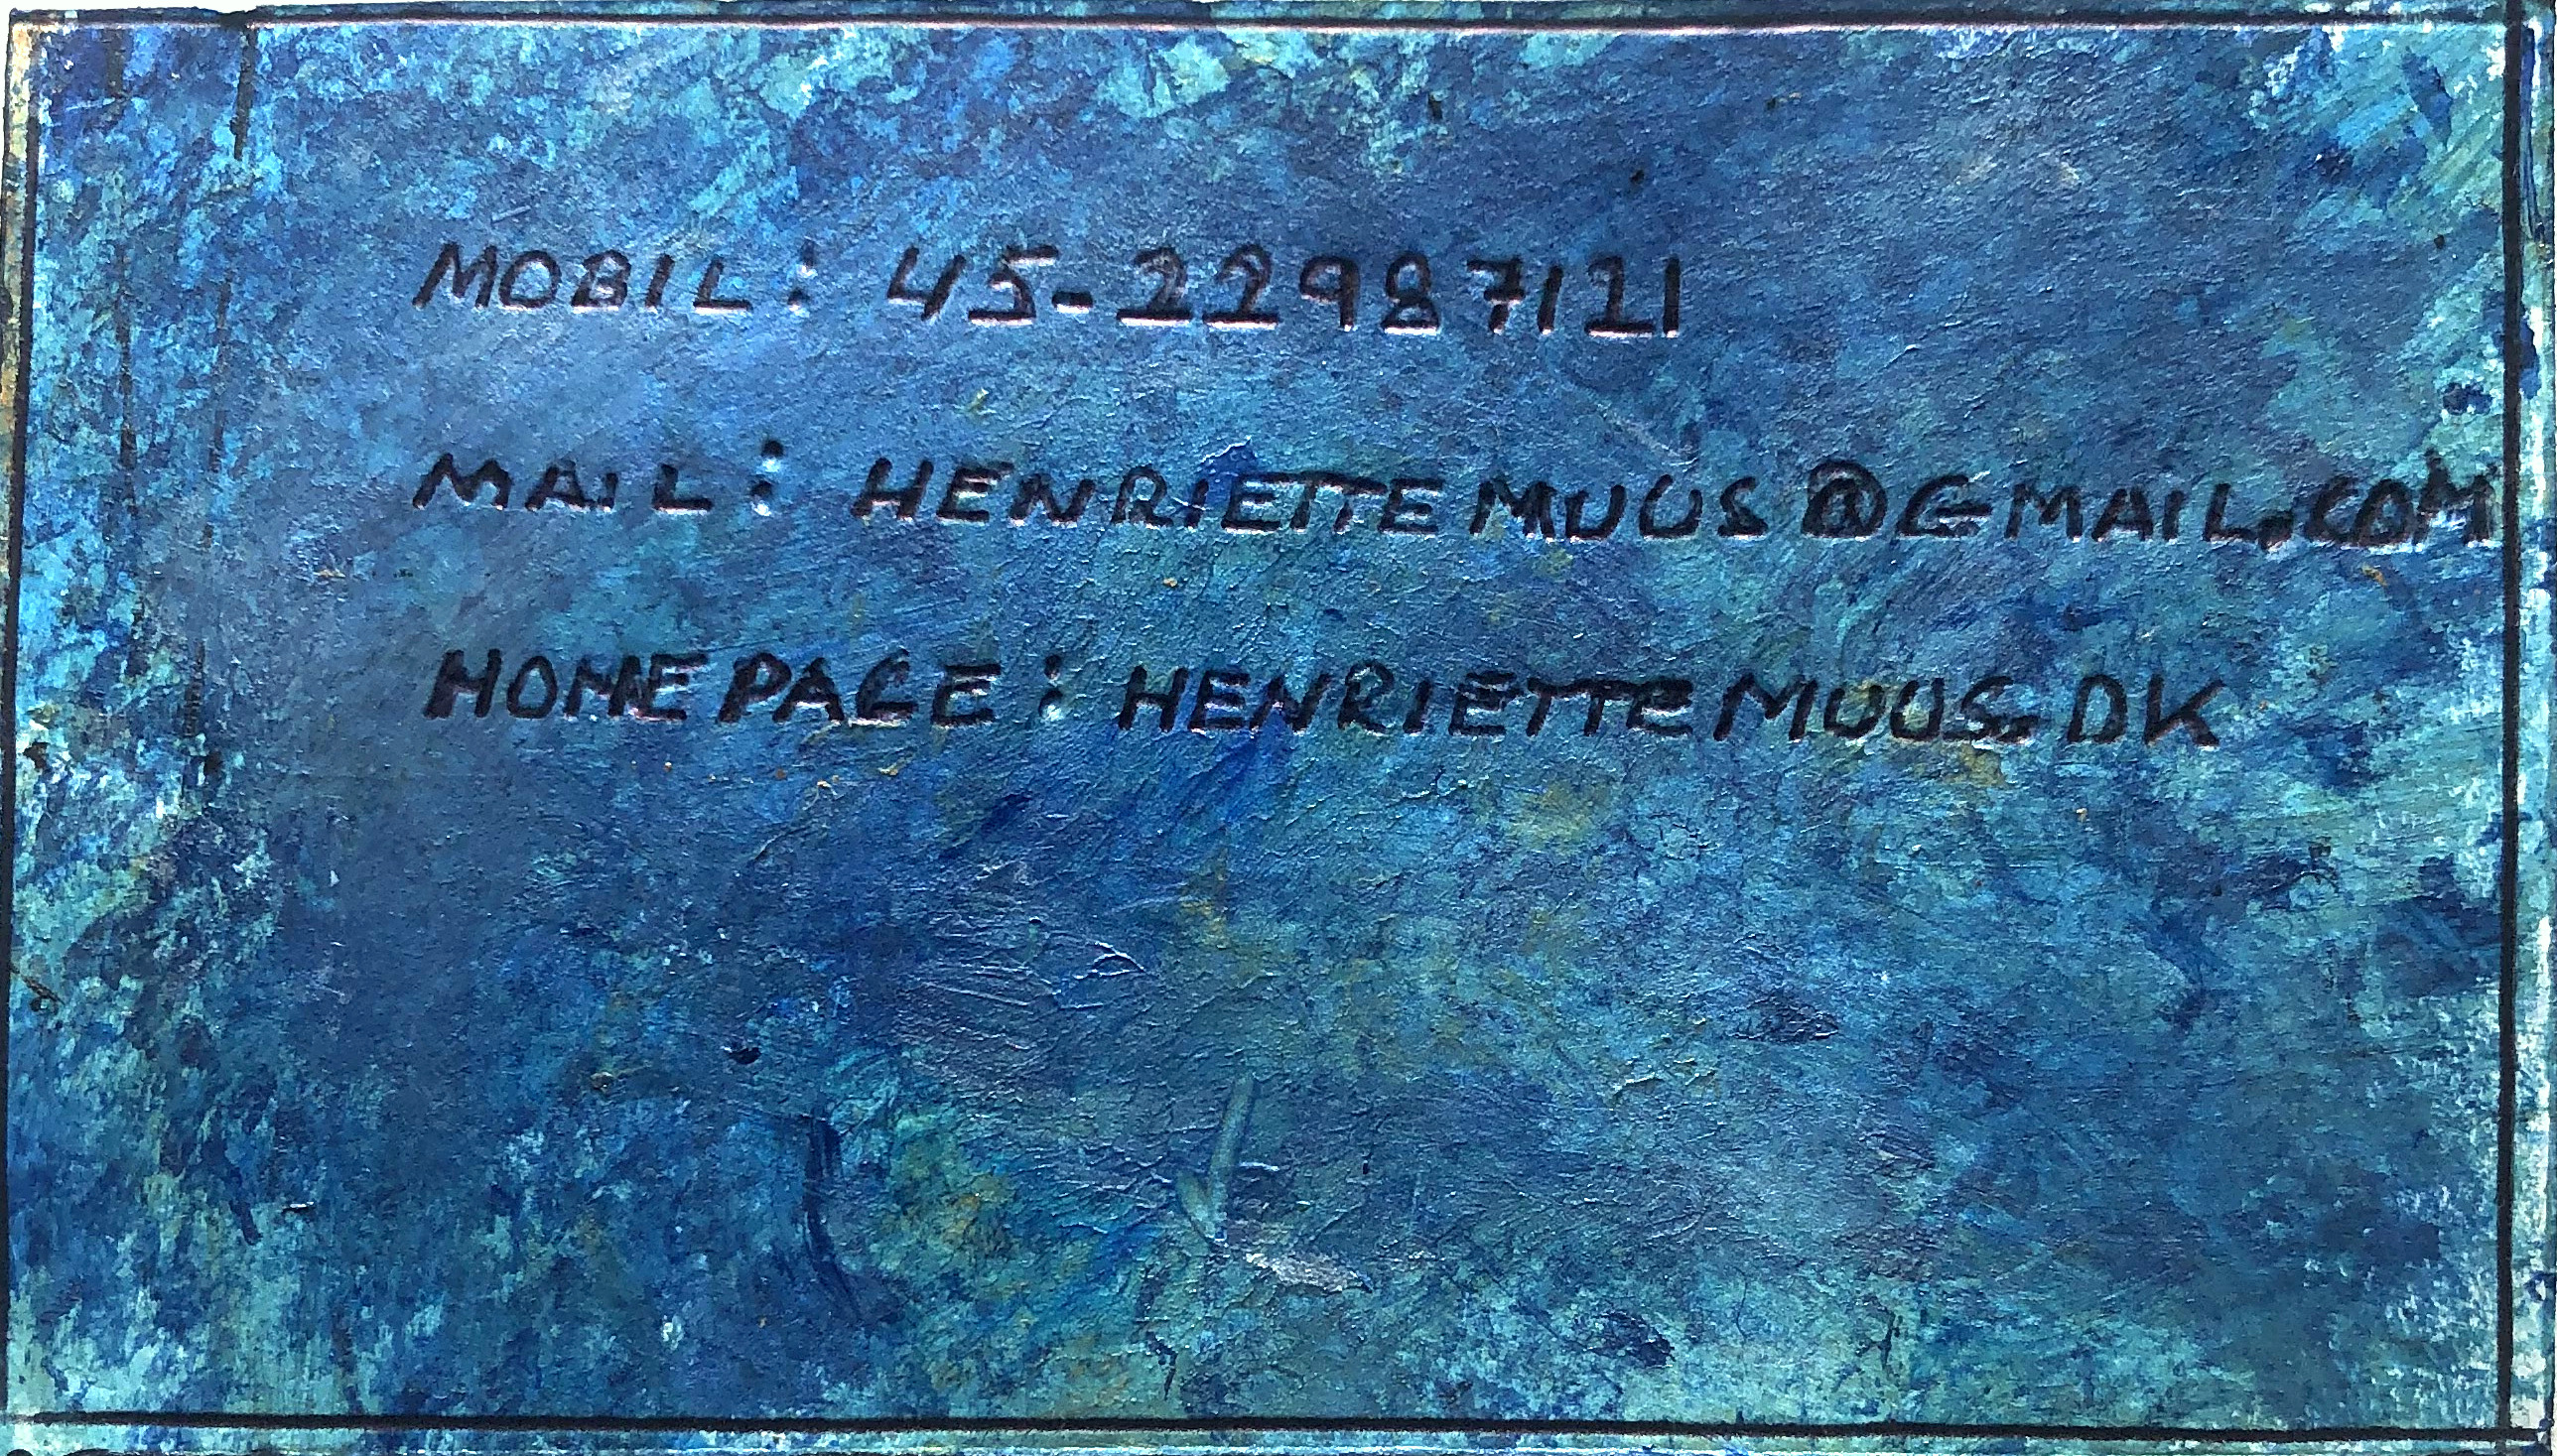 MOBIL: 45-22987121
MAIL: HENRIETTEMUUS@GMAIL.COM
HOMEPAGE: HENRIETTEMUUS.DK